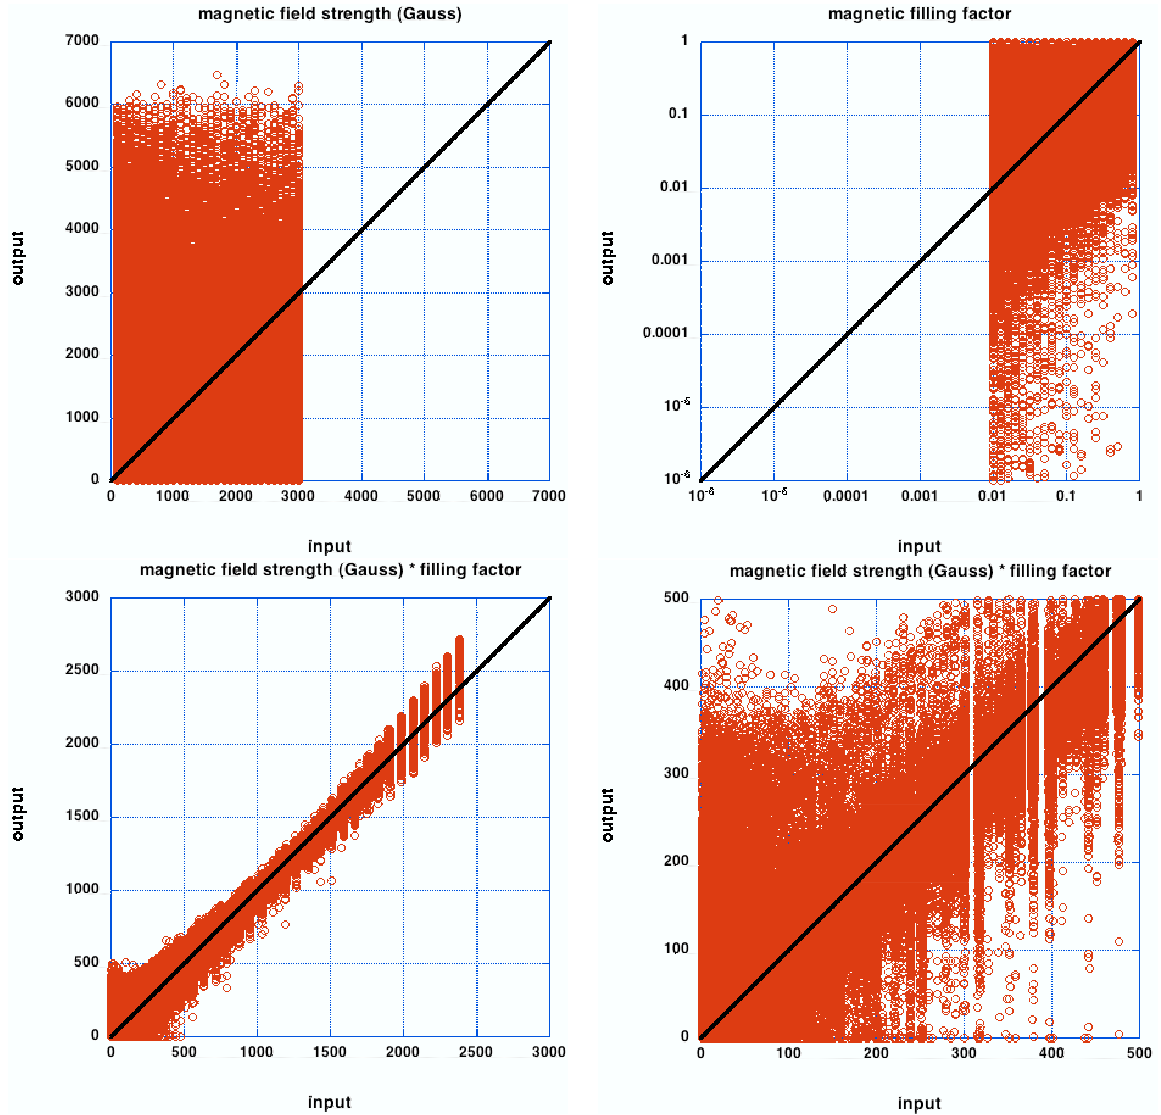 magnetic field strength (Gauss)
7000
6000
5000
4000
3000
2000
1000
0
output
0 1000 2000 3000 4000 5000 6000 7000
input
magnetic filling factor
1
0.1
0.01
0.001
0.0001
10⁻⁵
10⁻⁶
output
10⁻⁶ 10⁻⁵ 0.0001 0.001 0.01 0.1 1
input
magnetic field strength (Gauss) * filling factor
3000
2500
2000
1500
1000
500
0
output
0 500 1000 1500 2000 2500 3000
input
magnetic field strength (Gauss) * filling factor
500
400
300
200
100
0
output
0 100 200 300 400 500
input